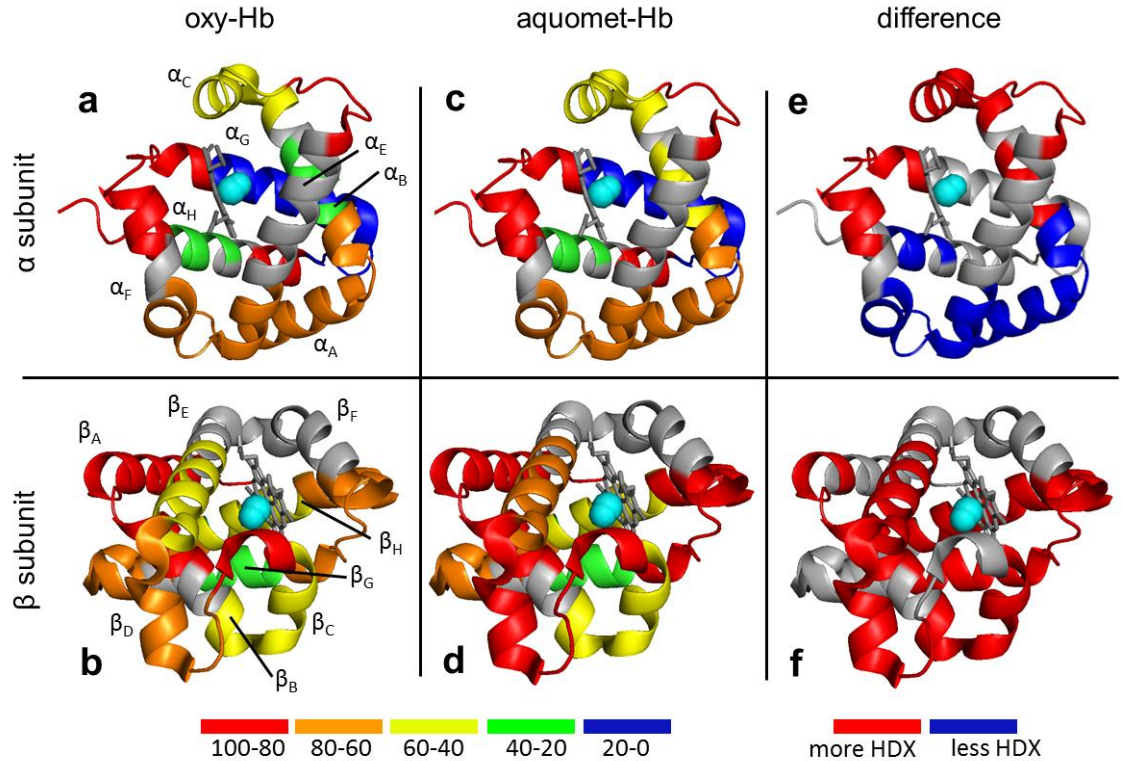 oxy-Hb aquomet-Hb difference
α subunit
a c e
αC
αG
αE
αB
αH
αF
αA
β subunit
βE
βF
βA
βH
βG
βD
βC
βB
b d f
100-80 80-60 60-40 40-20 20-0 more HDX less HDX